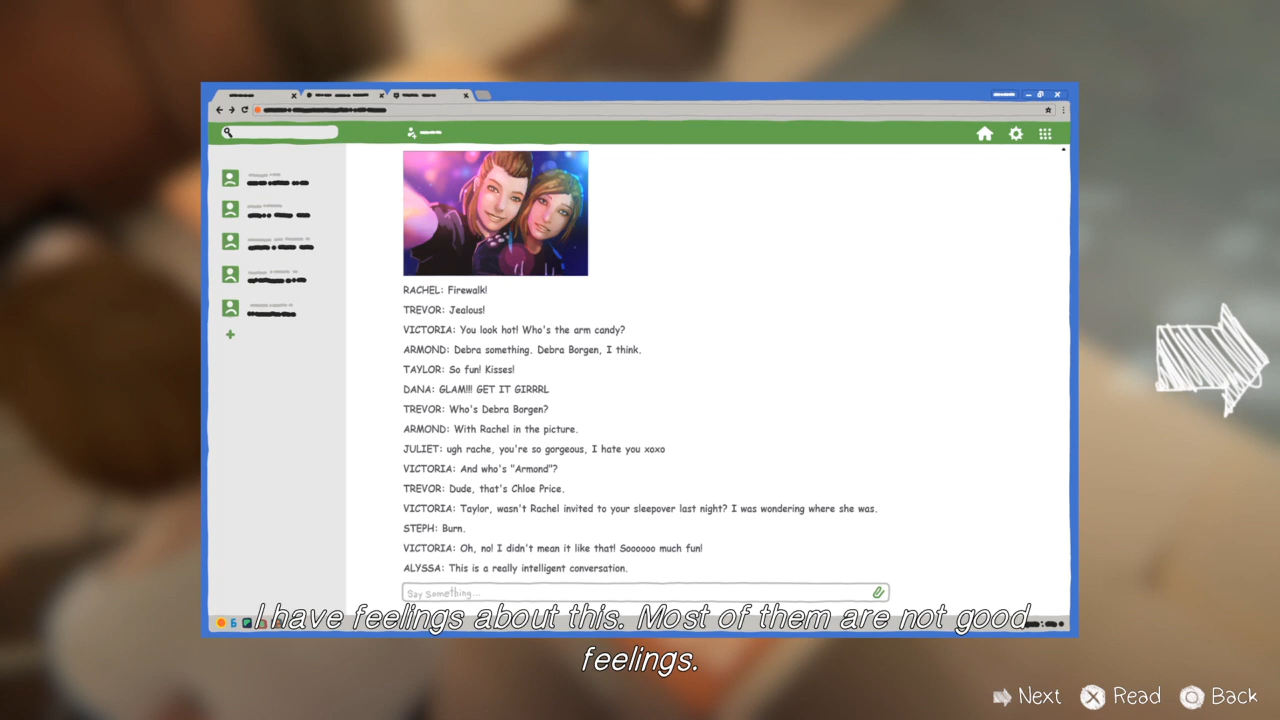 RACHEL: Firewalk!
TREVOR: Jealous!
VICTORIA: You look hot! Who's the arm candy?
ARMOND: Debra something. Debra Borgen, I think.
TAYLOR: So fun! Kisses!
DANA: GLAM!!! GET IT GIRRRL
TREVOR: Who's Debra Borgen?
ARMOND: With Rachel in the picture.
JULIET: ugh rache, you're so gorgeous, I hate you xoxo
VICTORIA: And who's "Armond"?
TREVOR: Dude, that's Chloe Price.
VICTORIA: Taylor, wasn't Rachel invited to your sleepover last night? I was wondering where she was.
STEPH: Burn.
VICTORIA: Oh, no! I didn't mean it like that! Soooooo much fun!
ALYSSA: This is a really intelligent conversation.
Say Something...
I have feelings about this. Most of them are not good
feelings.
Next Read Back